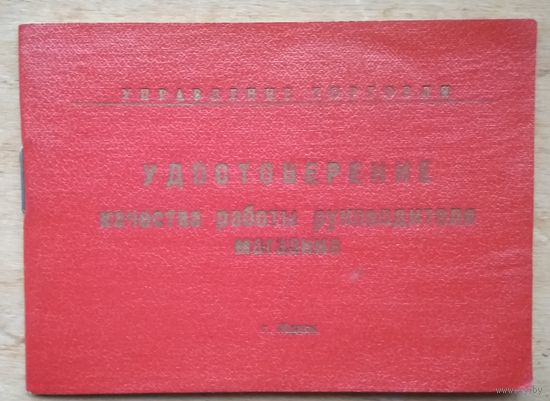 УПРАВЛЕНИЕ ТОРГОВЛИ
УДОСТОВЕРЕНИЕ
качества работы руководителя
магазина
г.